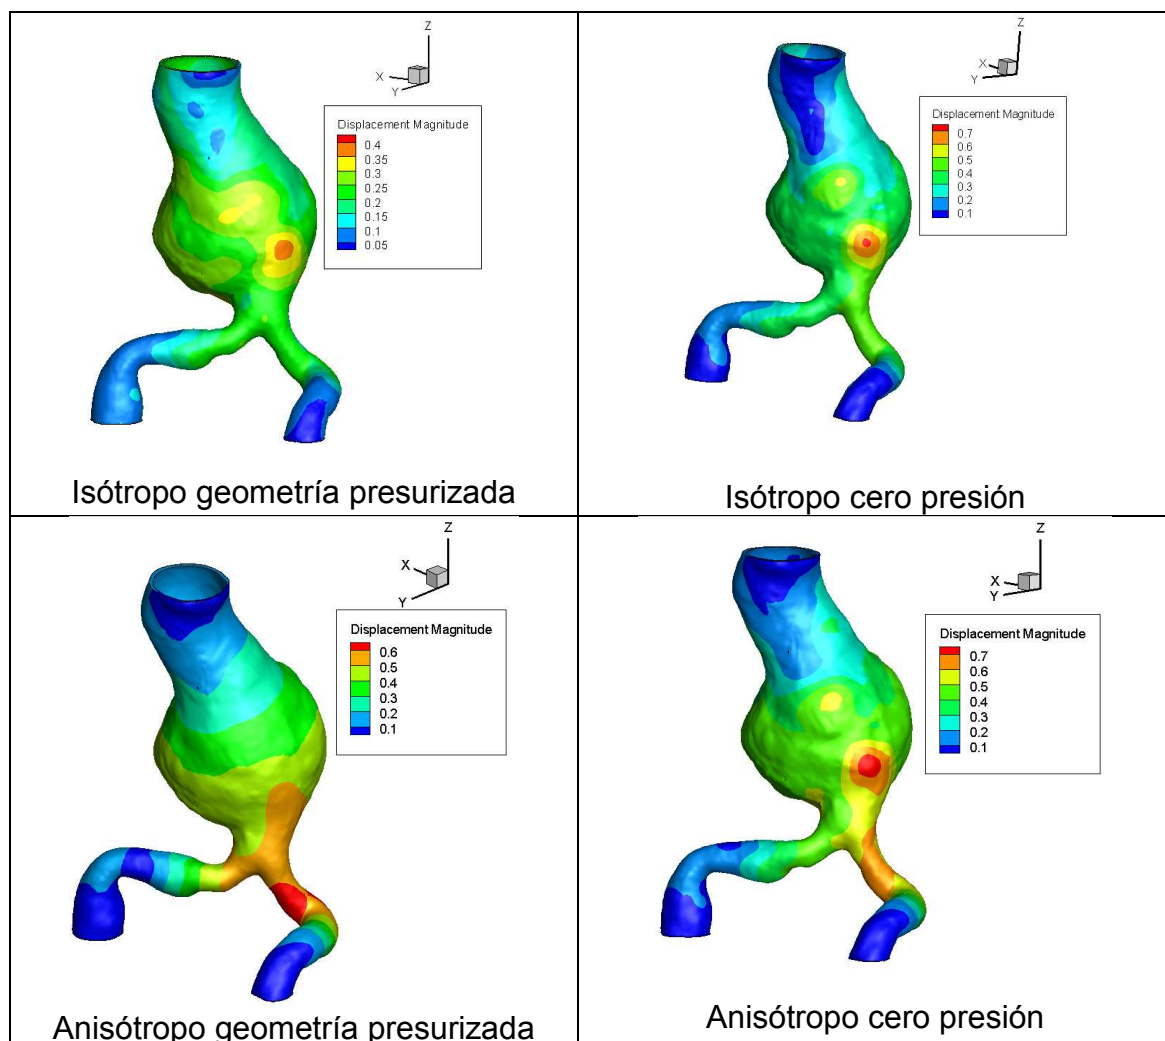 Z
X
Y
Displacement Magnitude
0.4
0.35
0.3
0.25
0.2
0.15
0.1
0.05
Isótropo geometría presurizada
Z
X
Y
Displacement Magnitude
0.7
0.6
0.5
0.4
0.3
0.2
0.1
Isótropo cero presión
Z
X
Y
Displacement Magnitude
0.6
0.5
0.4
0.3
0.2
0.1
Anisótropo geometría presurizada
Z
X
Y
Displacement Magnitude
0.7
0.6
0.5
0.4
0.3
0.2
0.1
Anisótropo cero presión